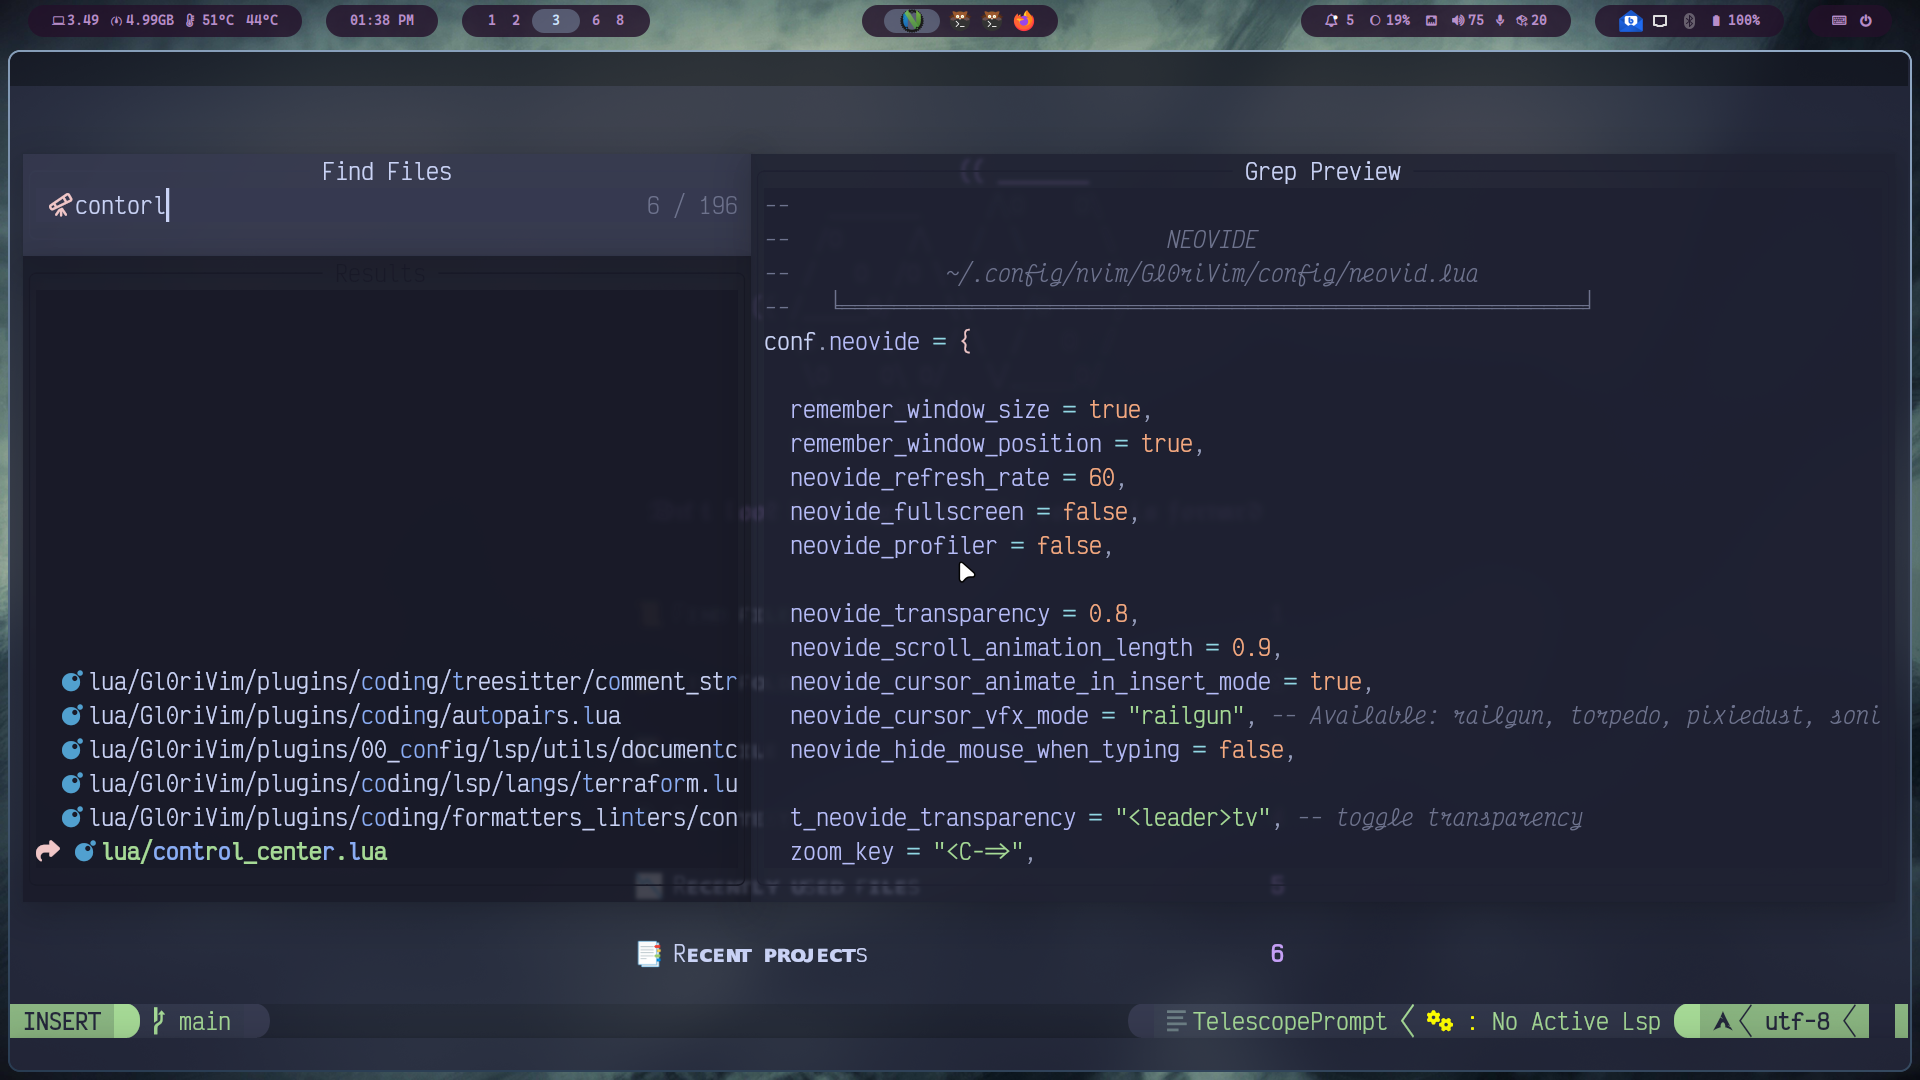 3.49 4.99GB 51°C 44°C
01:38 PM
1 2 3 6 8
5 19% 75 20
100%
Find Files
contorl
6 / 196
Results
lua/Gl0riVim/plugins/coding/treesitter/comment_str
lua/Gl0riVim/plugins/coding/autopairs.lua
lua/Gl0riVim/plugins/00_config/lsp/utils/documentc
lua/Gl0riVim/plugins/coding/lsp/langs/terraform.lu
lua/Gl0riVim/plugins/coding/formatters_linters/con
lua/control_center.lua
Grep Preview
--
-- NEOVIDE
-- ~/.config/nvim/Gl0riVim/config/neovid.lua
--
conf.neovide = {
remember_window_size = true,
remember_window_position = true,
neovide_refresh_rate = 60,
neovide_fullscreen = false,
neovide_profiler = false,
neovide_transparency = 0.8,
neovide_scroll_animation_length = 0.9,
neovide_cursor_animate_in_insert_mode = true,
neovide_cursor_vfx_mode = "railgun", -- Available: railgun, torpedo, pixiedust, soni
neovide_hide_mouse_when_typing = false,
t_neovide_transparency = "<leader>tv", -- toggle transparency
zoom_key = "<C-=>",
Recently used files 5
Recent projects 6
INSERT main
TelescopePrompt : No Active Lsp utf-8